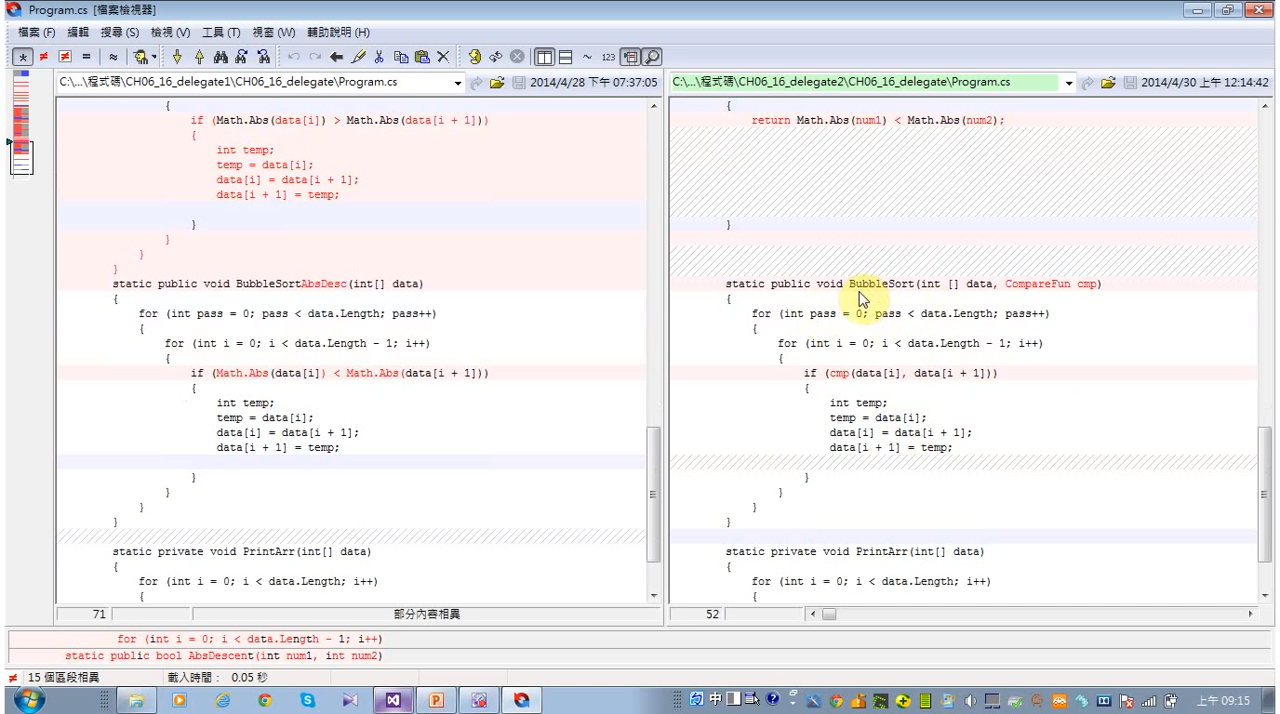 Program.cs [檔案檢視器]
檔案 (F) 編輯 搜尋 (S) 檢視 (V) 工具 (T) 視窗 (W) 輔助說明 (H)
123
C:\...\程式碼\CH06_16_delegate1\CH06_16_delegate\Program.cs
2014/4/28 下午 07:37:05
{
if (Math.Abs(data[i]) > Math.Abs(data[i + 1]))
{
int temp;
temp = data[i];
data[i] = data[i + 1];
data[i + 1] = temp;
}
}
}
}
static public void BubbleSortAbsDesc(int[] data)
{
for (int pass = 0; pass < data.Length; pass++)
{
for (int i = 0; i < data.Length - 1; i++)
{
if (Math.Abs(data[i]) < Math.Abs(data[i + 1]))
{
int temp;
temp = data[i];
data[i] = data[i + 1];
data[i + 1] = temp;
}
}
}
}
static private void PrintArr(int[] data)
{
for (int i = 0; i < data.Length; i++)
{
71 部分內容相異
C:\...\程式碼\CH06_16_delegate2\CH06_16_delegate\Program.cs
2014/4/30 上午 12:14:42
{
return Math.Abs(num1) < Math.Abs(num2);
}
static public void BubbleSort(int [] data, CompareFun cmp)
{
for (int pass = 0; pass < data.Length; pass++)
{
for (int i = 0; i < data.Length - 1; i++)
{
if (cmp(data[i], data[i + 1]))
{
int temp;
temp = data[i];
data[i] = data[i + 1];
data[i + 1] = temp;
}
}
}
}
static private void PrintArr(int[] data)
{
for (int i = 0; i < data.Length; i++)
{
52
for (int i = 0; i < data.Length - 1; i++)
static public bool AbsDescent(int num1, int num2)
15 個區段相異 載入時間： 0.05 秒
中
上午 09:15